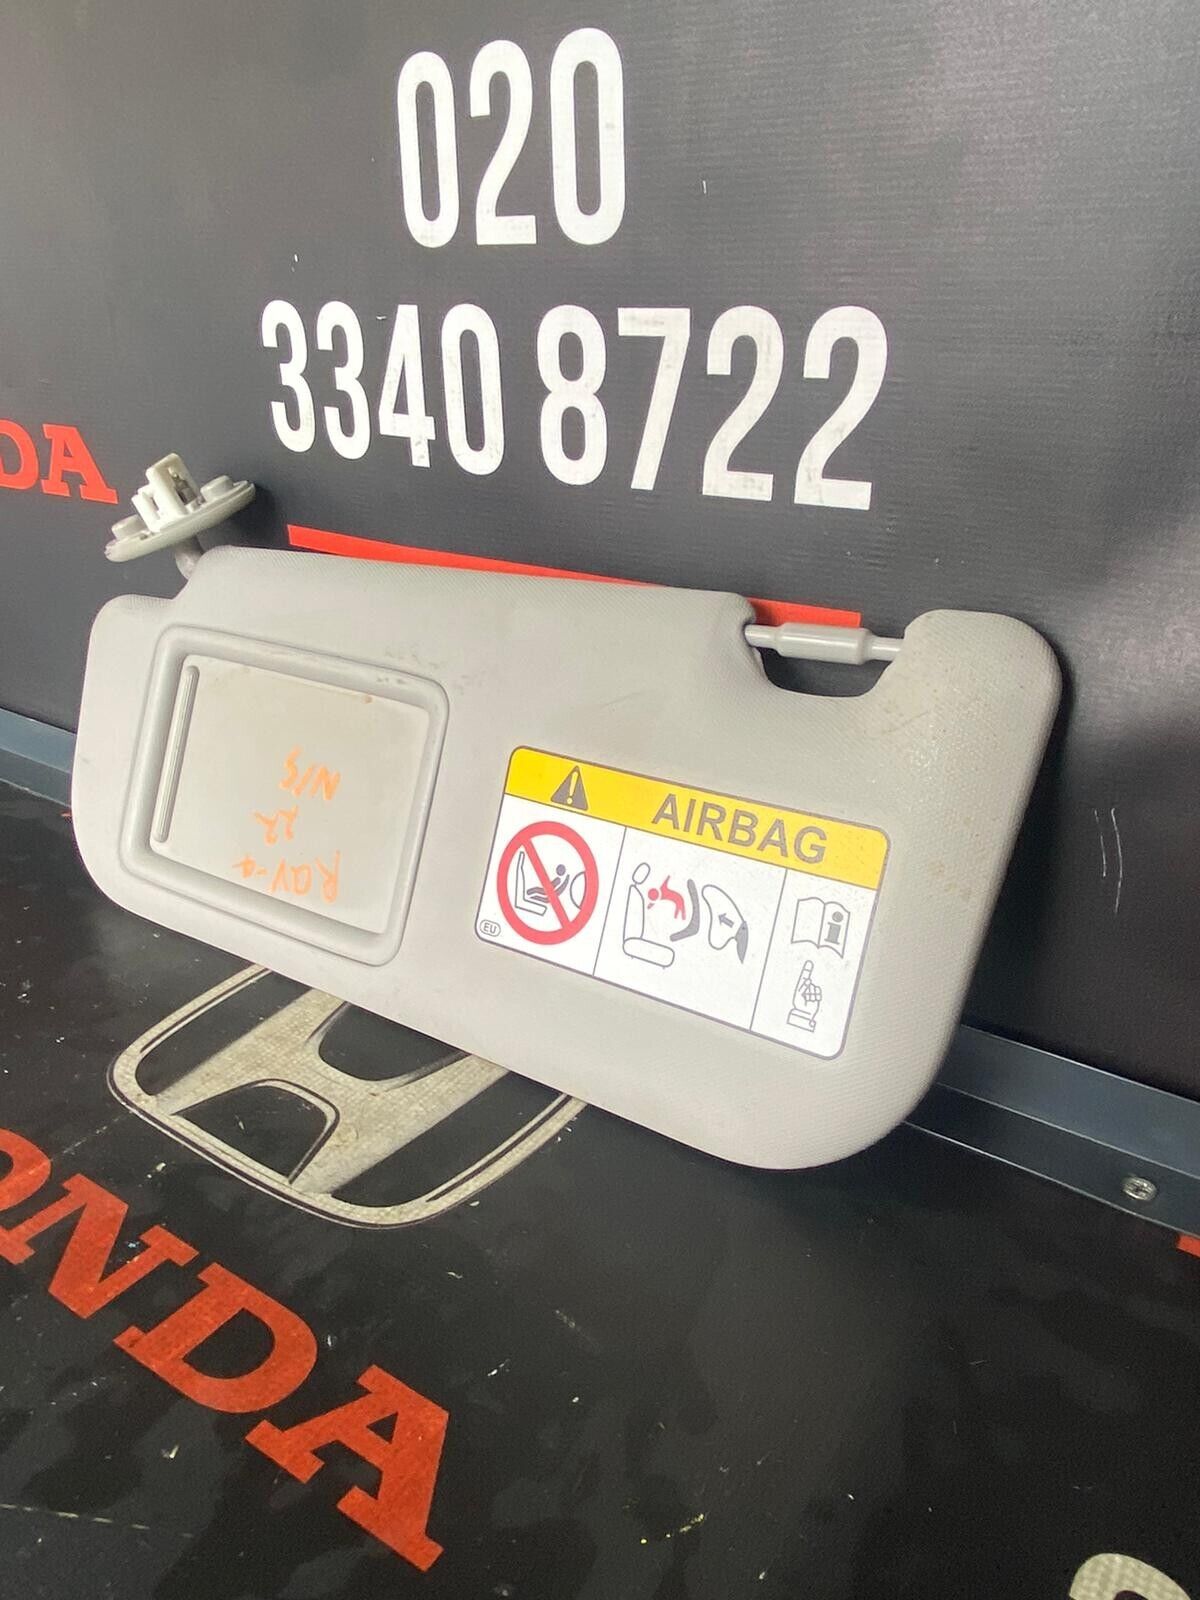 020
3340 8722
DA
AIRBAG
EU
N/S
22
RAV-4
ONDA